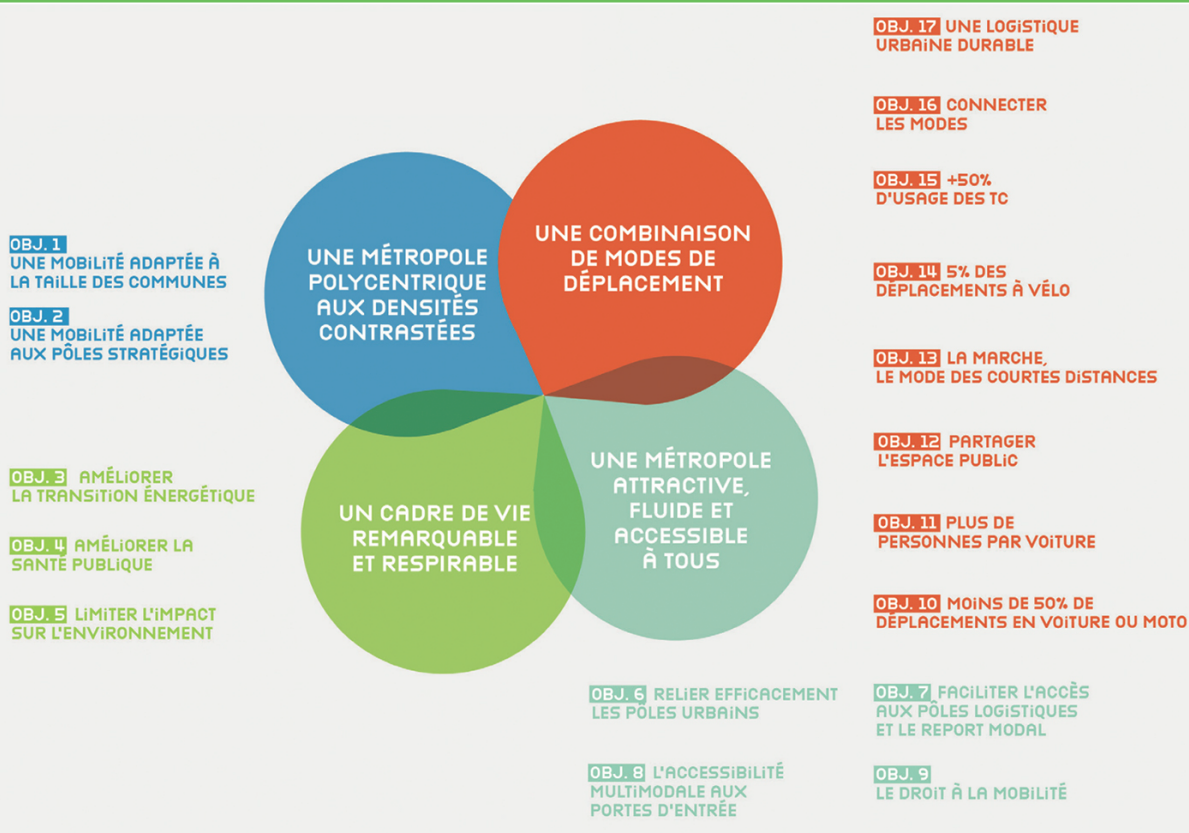 OBJ. 1
UNE MOBILITÉ ADAPTÉE À
LA TAILLE DES COMMUNES
OBJ. 2
UNE MOBILITÉ ADAPTÉE
AUX PÔLES STRATÉGIQUES
OBJ. 3 AMÉLIORER
LA TRANSITION ÉNERGÉTIQUE
OBJ. 4 AMÉLIORER LA
SANTÉ PUBLIQUE
OBJ. 5 LIMITER L'IMPACT
SUR L'ENVIRONNEMENT
UNE MÉTROPOLE
POLYCENTRIQUE
AUX DENSITÉS
CONTRASTÉES
UNE COMBINAISON
DE MODES DE
DÉPLACEMENT
UN CADRE DE VIE
REMARQUABLE
ET RESPIRABLE
UNE MÉTROPOLE
ATTRACTIVE,
FLUIDE ET
ACCESSIBLE
À TOUS
OBJ. 17 UNE LOGISTIQUE
URBAINE DURABLE
OBJ. 16 CONNECTER
LES MODES
OBJ. 15 +50%
D'USAGE DES TC
OBJ. 14 5% DES
DÉPLACEMENTS À VÉLO
OBJ. 13 LA MARCHE,
LE MODE DES COURTES DISTANCES
OBJ. 12 PARTAGER
L'ESPACE PUBLIC
OBJ. 11 PLUS DE
PERSONNES PAR VOITURE
OBJ. 10 MOINS DE 50% DE
DÉPLACEMENTS EN VOITURE OU MOTO
OBJ. 6 RELIER EFFICACEMENT
LES PÔLES URBAINS
OBJ. 7 FACILITER L'ACCÈS
AUX PÔLES LOGISTIQUES
ET LE REPORT MODAL
OBJ. 8 L'ACCESSIBILITÉ
MULTIMODALE AUX
PORTES D'ENTRÉE
OBJ. 9
LE DROIT À LA MOBILITÉ